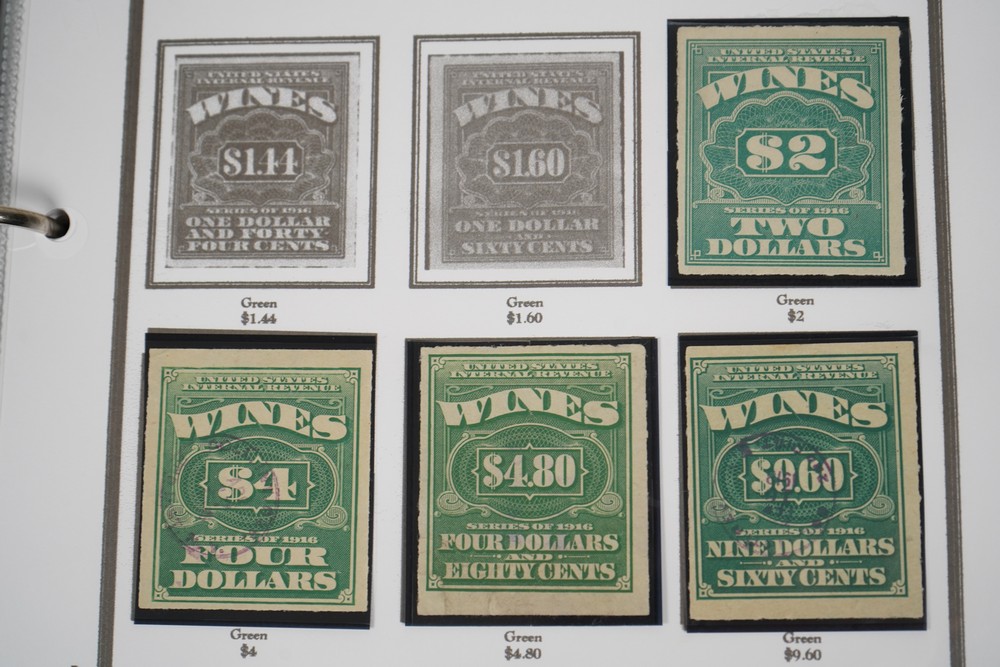 UNITED STATES
INTERNAL REVENUE
WINES
$1.44
SERIES OF 1916
ONE DOLLAR
AND FORTY
FOUR CENTS
Green
$1.44
UNITED STATES
INTERNAL REVENUE
WINES
$1.60
SERIES OF 1916
ONE DOLLAR
AND
SIXTY CENTS
Green
$1.60
UNITED STATES
INTERNAL REVENUE
WINES
$2
SERIES OF 1916
TWO
DOLLARS
Green
$2
UNITED STATES
INTERNAL REVENUE
WINES
$4
SERIES OF 1916
FOUR
DOLLARS
Green
$4
UNITED STATES
INTERNAL REVENUE
WINES
$4.80
SERIES OF 1916
FOUR DOLLARS
AND
EIGHTY CENTS
Green
$4.80
UNITED STATES
INTERNAL REVENUE
WINES
$9.60
SERIES OF 1916
NINE DOLLARS
AND
SIXTY CENTS
Green
$9.60